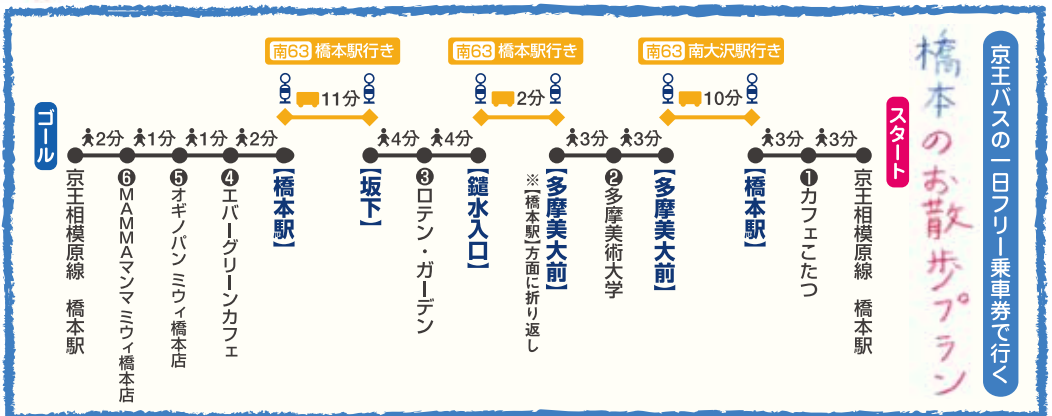 京王バスの一日フリー乗車券で行く
橋本のお散歩プラン
スタート
京王相模原線 橋本駅
3分
❶カフェこたつ
3分
【橋本駅】
南63 南大沢駅行き
10分
【多摩美大前】
3分
❷多摩美術大学
3分
【多摩美大前】
※【橋本駅】方面に折り返し
南63 橋本駅行き
2分
【鑓水入口】
4分
❸ロテン・ガーデン
4分
【坂下】
南63 橋本駅行き
11分
【橋本駅】
2分
❹エバーグリーンカフェ
1分
❺オギノパン ミウィ橋本店
1分
❻MAMMAマンマ ミウィ橋本店
2分
京王相模原線 橋本駅
ゴール